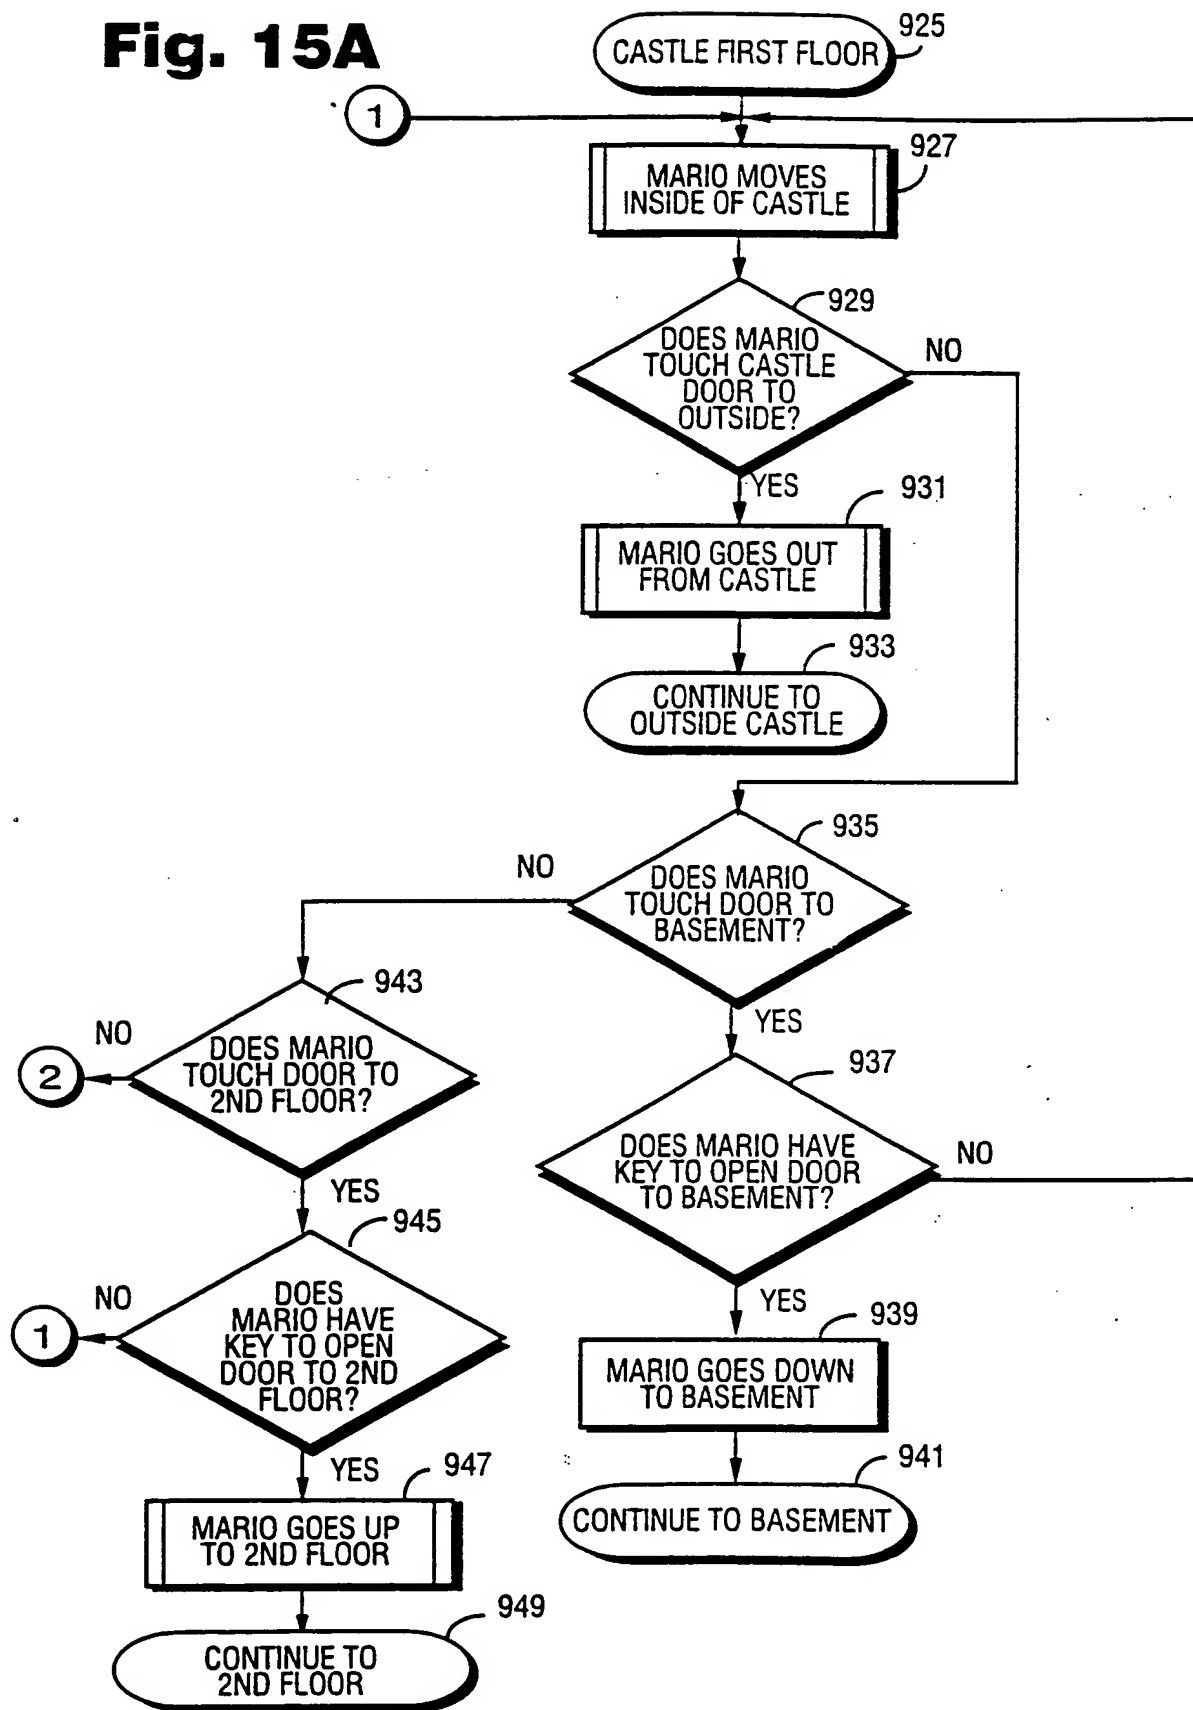 Fig. 15A
CASTLE FIRST FLOOR
925
1
MARIO MOVES
INSIDE OF CASTLE
927
929
DOES MARIO
TOUCH CASTLE
DOOR TO
OUTSIDE?
NO
YES
931
MARIO GOES OUT
FROM CASTLE
933
CONTINUE TO
OUTSIDE CASTLE
935
NO
DOES MARIO
TOUCH DOOR TO
BASEMENT?
YES
943
NO
DOES MARIO
TOUCH DOOR TO
2ND FLOOR?
2
YES
937
DOES MARIO HAVE
KEY TO OPEN DOOR
TO BASEMENT?
NO
YES
945
NO
DOES
MARIO HAVE
KEY TO OPEN
DOOR TO 2ND
FLOOR?
1
YES
939
MARIO GOES DOWN
TO BASEMENT
941
CONTINUE TO BASEMENT
947
MARIO GOES UP
TO 2ND FLOOR
949
CONTINUE TO
2ND FLOOR